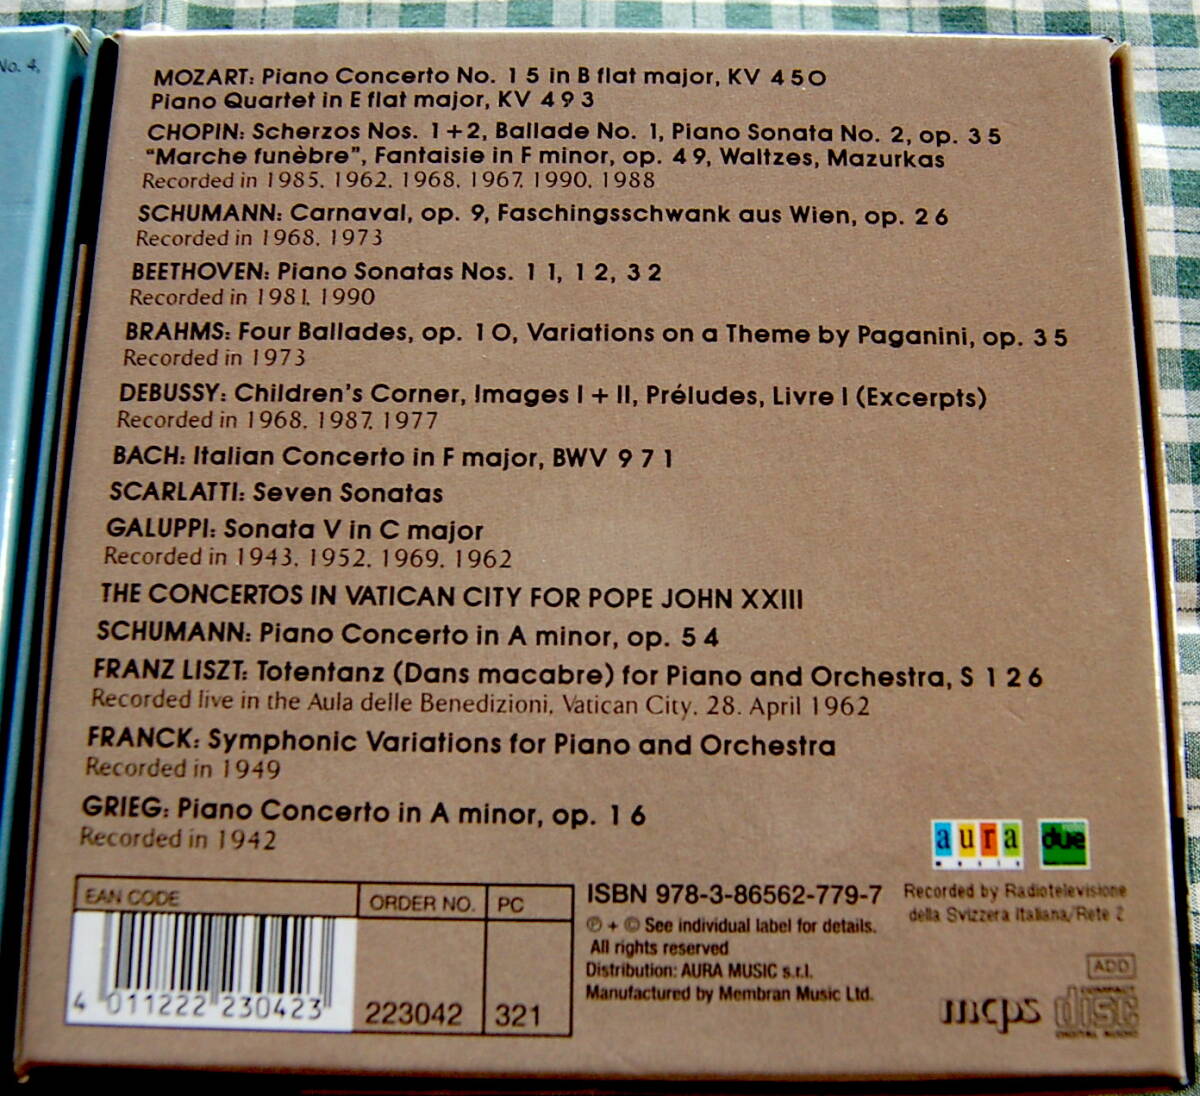 No. 4,
MOZART: Piano Concerto No. 15 in B flat major, KV 450
Piano Quartet in E flat major, KV 493
CHOPIN: Scherzos Nos. 1+2, Ballade No. 1, Piano Sonata No. 2, op. 35
“Marche funèbre”, Fantaisie in F minor, op. 49, Waltzes, Mazurkas
Recorded in 1985, 1962, 1968, 1967, 1990, 1988
SCHUMANN: Carnaval, op. 9, Faschingsschwank aus Wien, op. 26
Recorded in 1968, 1973
BEETHOVEN: Piano Sonatas Nos. 11, 12, 32
Recorded in 1981, 1990
BRAHMS: Four Ballades, op. 10, Variations on a Theme by Paganini, op. 35
Recorded in 1973
DEBUSSY: Children's Corner, Images I + II, Préludes, Livre I (Excerpts)
Recorded in 1968, 1987, 1977
BACH: Italian Concerto in F major, BWV 971
SCARLATTI: Seven Sonatas
GALUPPI: Sonata V in C major
Recorded in 1943, 1952, 1969, 1962
THE CONCERTOS IN VATICAN CITY FOR POPE JOHN XXIII
SCHUMANN: Piano Concerto in A minor, op. 54
FRANZ LISZT: Totentanz (Dans macabre) for Piano and Orchestra, S 126
Recorded live in the Aula delle Benedizioni, Vatican City, 28. April 1962
FRANCK: Symphonic Variations for Piano and Orchestra
Recorded in 1949
GRIEG: Piano Concerto in A minor, op. 16
Recorded in 1942
aura due
music
EAN CODE ORDER NO. PC
4 011222 230423 223042 321
ISBN 978-3-86562-779-7
℗ + © See individual label for details.
All rights reserved
Distribution: AURA MUSIC s.r.l.
Manufactured by Membran Music Ltd.
Recorded by Radiotelevisione
della Svizzera Italiana/Rete 2
ADD
mcps
COMPACT
disc
DIGITAL AUDIO